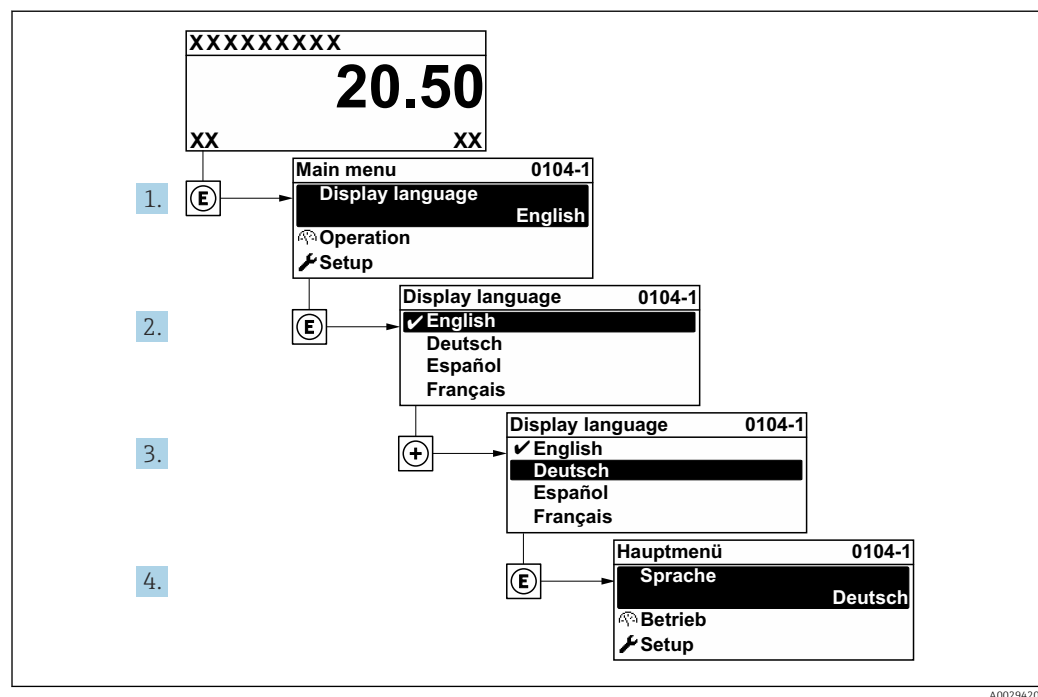 XXXXXXXXX
20.50
XX XX
1. E
Main menu 0104-1
Display language
English
Operation
Setup
2. E
Display language 0104-1
✔English
Deutsch
Español
Français
3. +
Display language 0104-1
✔English
Deutsch
Español
Français
4. E
Hauptmenü 0104-1
Sprache
Deutsch
Betrieb
Setup
A0029420